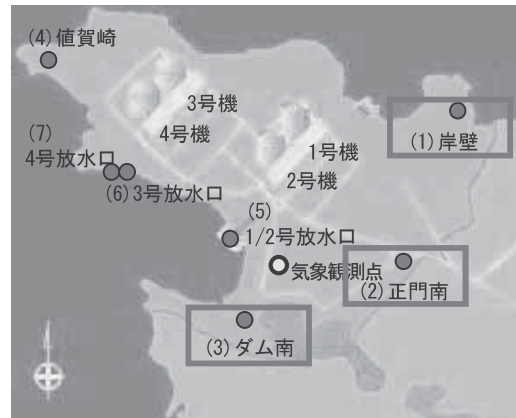 (4) 値賀崎
3号機
4号機
(7)
4号放水口
(6) 3号放水口
1号機
2号機
(1) 岸壁
(5)
1/2号放水口
気象観測点
(2) 正門南
(3) ダム南